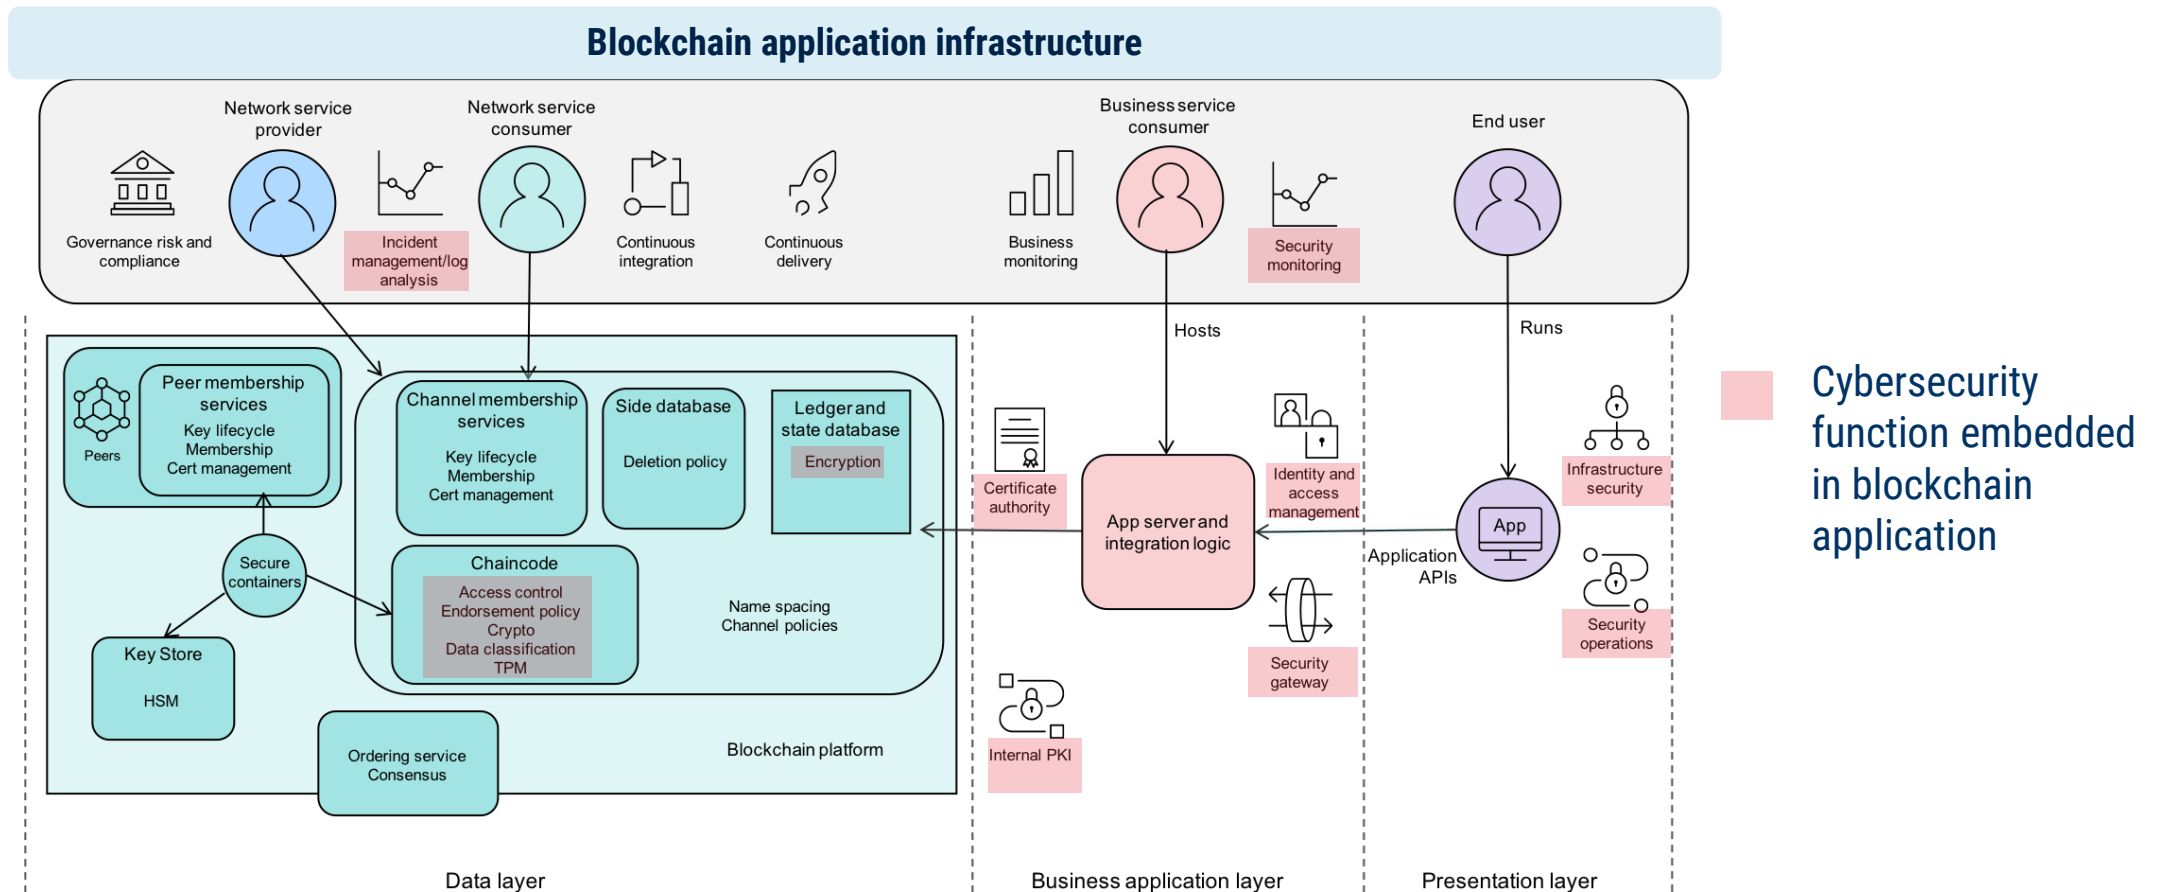 Blockchain application infrastructure
Network service
provider
Network service
consumer
Business service
consumer
End user
Governance risk and
compliance
Incident
management/log
analysis
Continuous
integration
Continuous
delivery
Business
monitoring
Security
monitoring
Hosts
Runs
Peers
Peer membership
services
Key lifecycle
Membership
Cert management
Channel membership
services
Key lifecycle
Membership
Cert management
Side database
Deletion policy
Ledger and
state database
Encryption
Secure
containers
Chaincode
Access control
Endorsement policy
Crypto
Data classification
TPM
Name spacing
Channel policies
Key Store
HSM
Ordering service
Consensus
Blockchain platform
Certificate
authority
App server and
integration logic
Identity and
access
management
Security
gateway
Internal PKI
Application
APIs
App
Infrastructure
security
Security
operations
Cybersecurity
function embedded
in blockchain
application
Data layer
Business application layer
Presentation layer